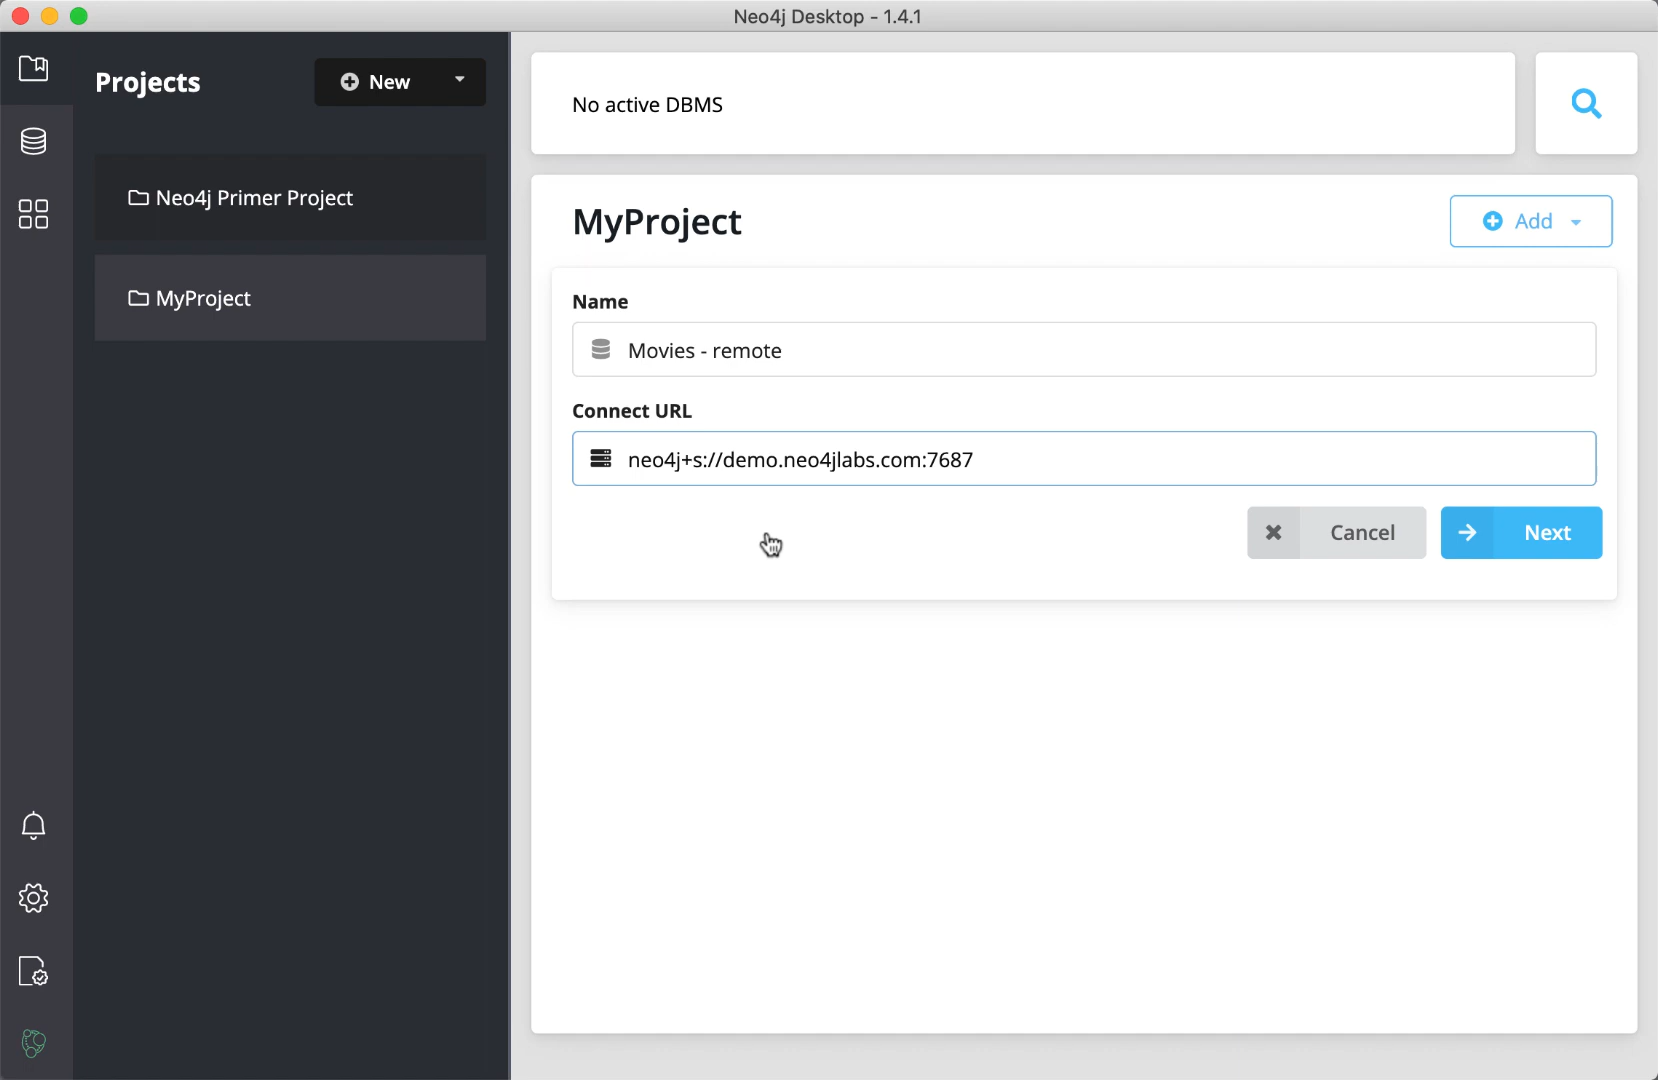 Neo4j Desktop - 1.4.1
Projects
New
Neo4j Primer Project
MyProject
No active DBMS
MyProject
Add
Name
Movies - remote
Connect URL
neo4j+s://demo.neo4jlabs.com:7687
Cancel
Next